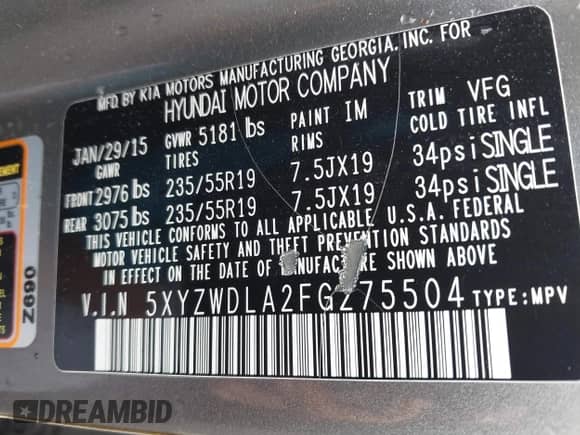 MFD. BY KIA MOTORS MANUFACTURING GEORGIA. INC. FOR
HYUNDAI MOTOR COMPANY
JAN/29/15 GVWR 5181 lbs PAINT IM TRIM VFG
GAWR TIRES RIMS COLD TIRE INFL
FRONT 2976 lbs 235/55R19 7.5JX19 34psi SINGLE
REAR 3075 lbs 235/55R19 7.5JX19 34psi SINGLE
THIS VEHICLE CONFORMS TO ALL APPLICABLE U.S.A. FEDERAL
MOTOR VEHICLE SAFETY AND THEFT PREVENTION STANDARDS
IN EFFECT ON THE DATE OF MANUFACTURE SHOWN ABOVE
V.I.N 5XYZWDLA2FG275504 TYPE: MPV
Z690
DREAMBID